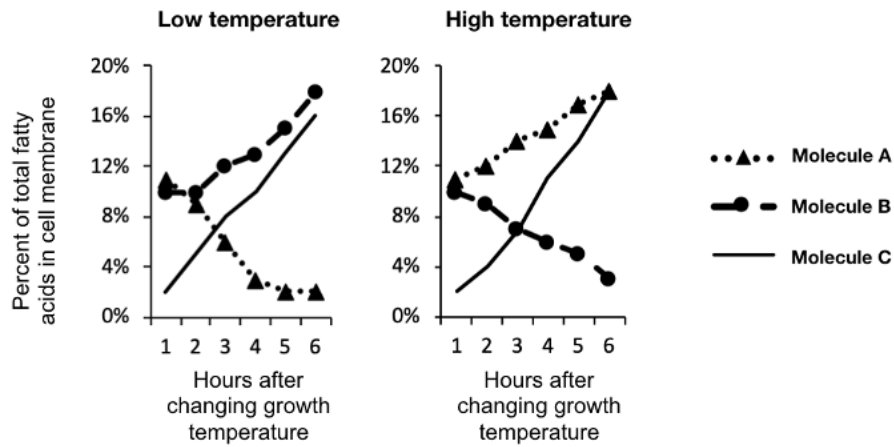 Low temperature
High temperature
Percent of total fatty
acids in cell membrane
20%
16%
12%
8%
4%
0%
1 2 3 4 5 6
Hours after
changing growth
temperature
20%
16%
12%
8%
4%
0%
1 2 3 4 5 6
Hours after
changing growth
temperature
Molecule A
Molecule B
Molecule C